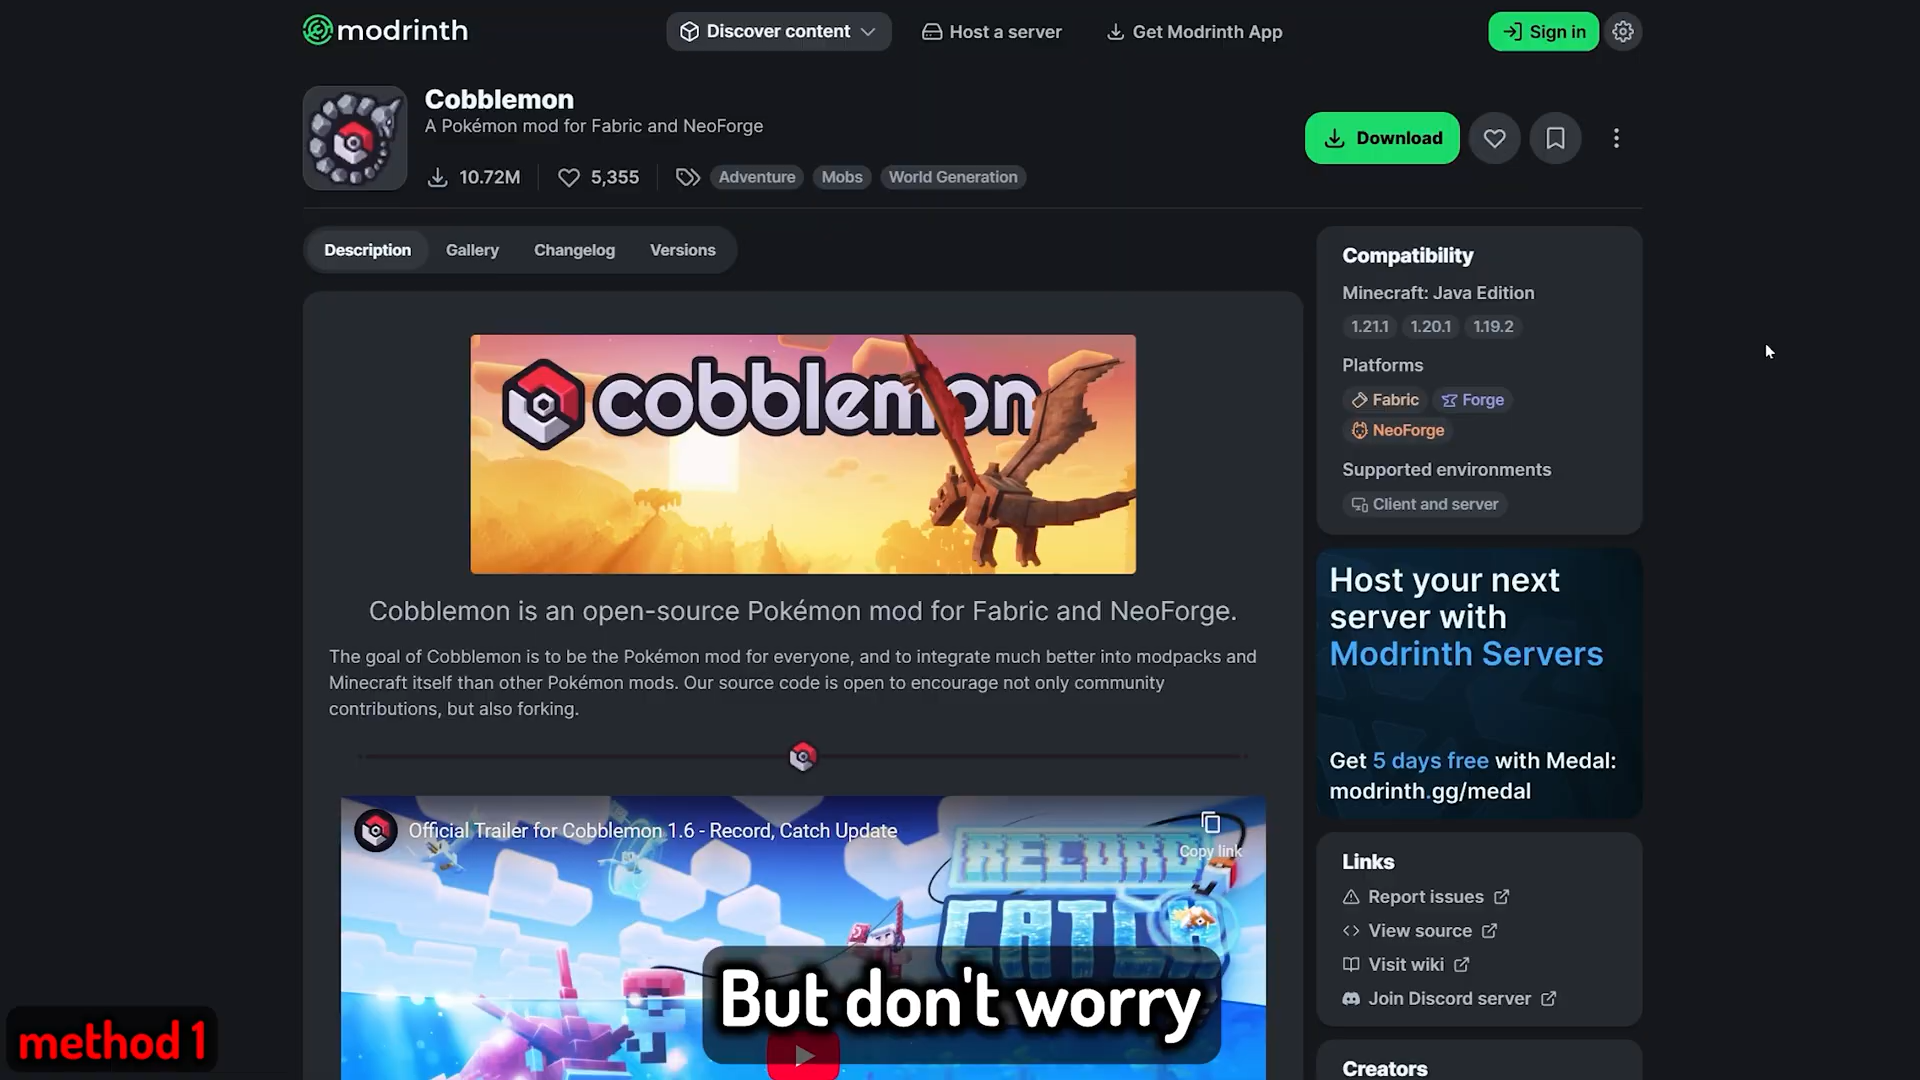 modrinth
Discover content
Host a server
Get Modrinth App
Sign in
Cobblemon
A Pokémon mod for Fabric and NeoForge
10.72M
5,355
Adventure
Mobs
World Generation
Download
Description
Gallery
Changelog
Versions
cobblemon
Cobblemon is an open-source Pokémon mod for Fabric and NeoForge.
The goal of Cobblemon is to be the Pokémon mod for everyone, and to integrate much better into modpacks and
Minecraft itself than other Pokémon mods. Our source code is open to encourage not only community
contributions, but also forking.
Official Trailer for Cobblemon 1.6 - Record, Catch Update
Copy link
RECORD
CATCH
But don't worry
method 1
Compatibility
Minecraft: Java Edition
1.21.1 1.20.1 1.19.2
Platforms
Fabric
Forge
NeoForge
Supported environments
Client and server
Host your next
server with
Modrinth Servers
Get 5 days free with Medal:
modrinth.gg/medal
Links
Report issues
View source
Visit wiki
Join Discord server
Creators